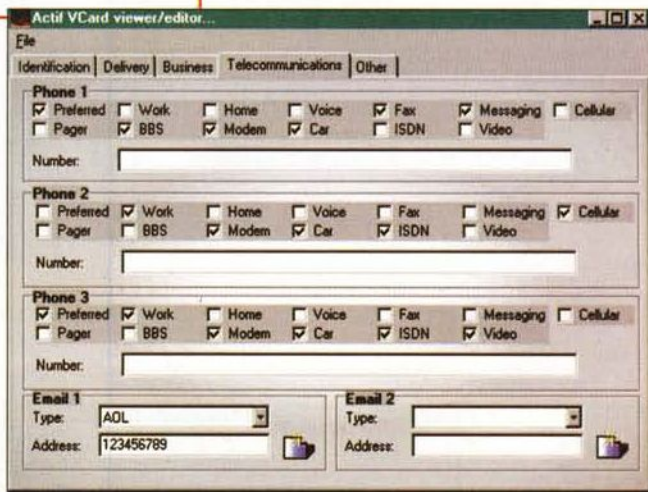 Actif VCard viewer/editor...
File
Identification Delivery Business Telecommunications Other
Phone 1
Preferred Work Home Voice Fax Messaging Cellular
Pager BBS Modem Car ISDN Video
Number:
Phone 2
Preferred Work Home Voice Fax Messaging Cellular
Pager BBS Modem Car ISDN Video
Number:
Phone 3
Preferred Work Home Voice Fax Messaging Cellular
Pager BBS Modem Car ISDN Video
Number:
Email 1 Email 2
Type: AOL Type:
Address: 123456789 Address: